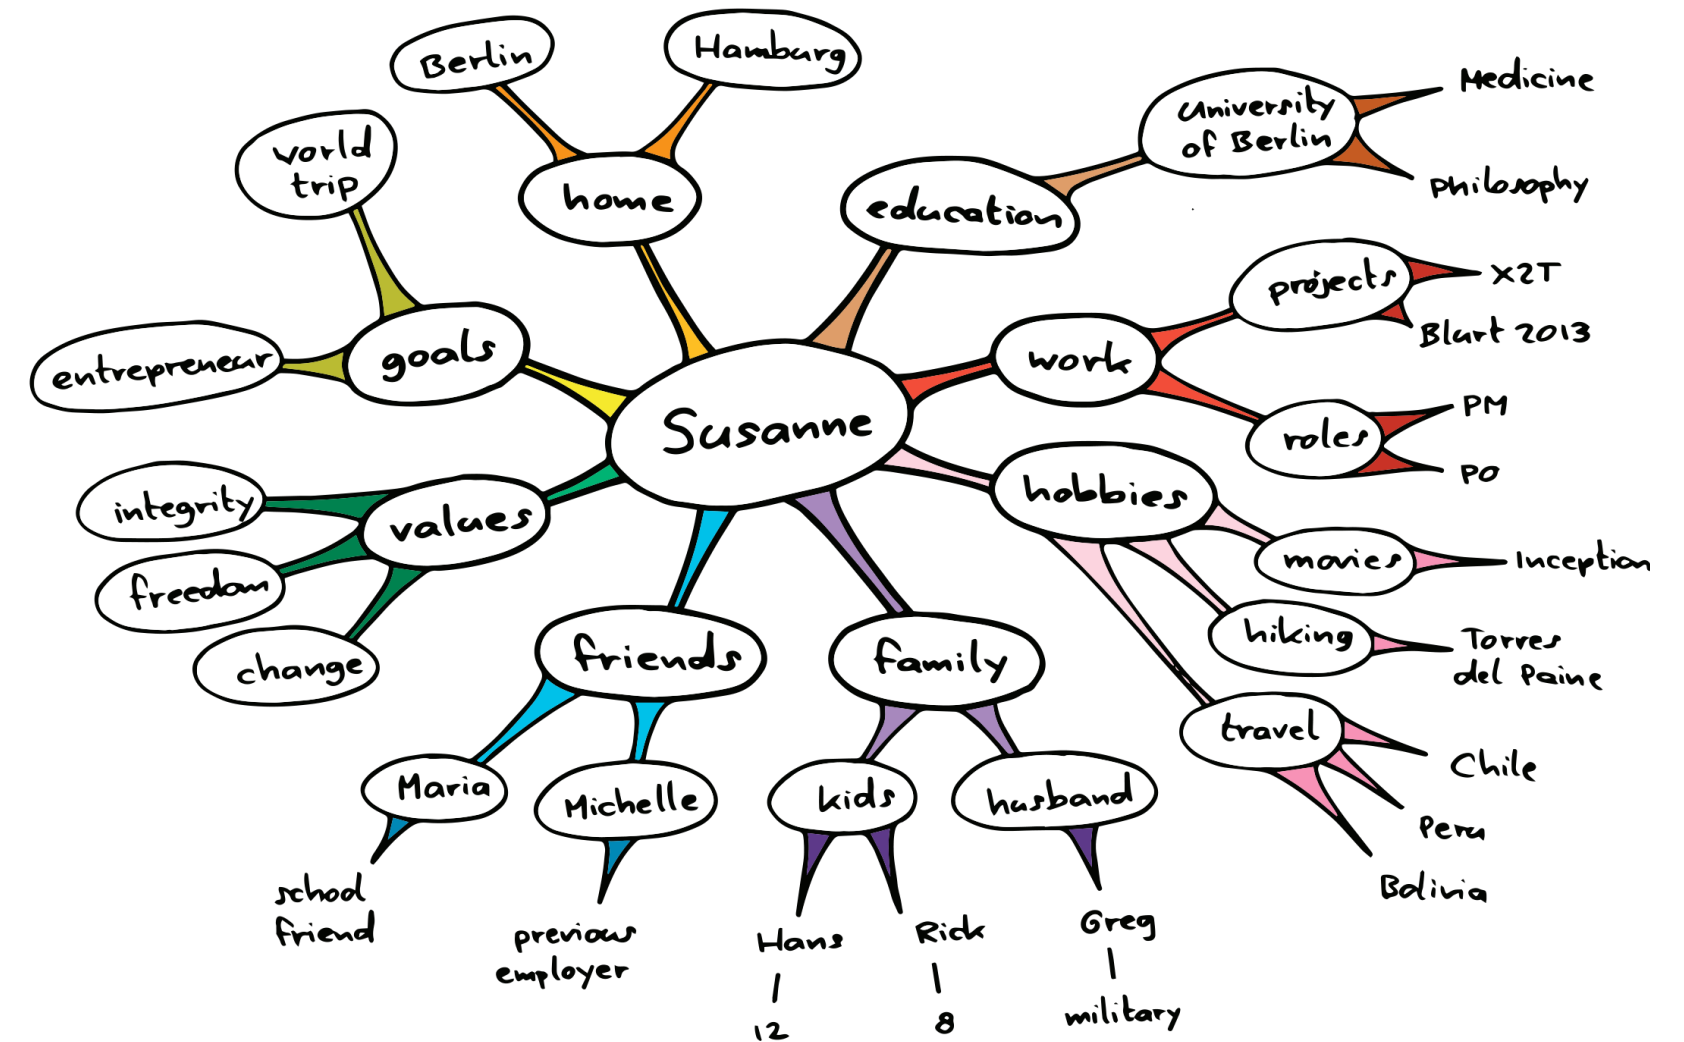 Berlin
Hamburg
world
trip
home
entrepreneur
goals
education
University
of Berlin
Medicine
Philosophy
Susanne
work
projects
X2T
Blurt 2013
roles
PM
PO
hobbies
movies
Inception
hiking
Torres
del Paine
travel
Chile
Peru
Bolivia
values
integrity
freedom
change
friends
Maria
school
friend
Michelle
previous
employer
family
kids
Hans
12
Rick
8
husband
Greg
military